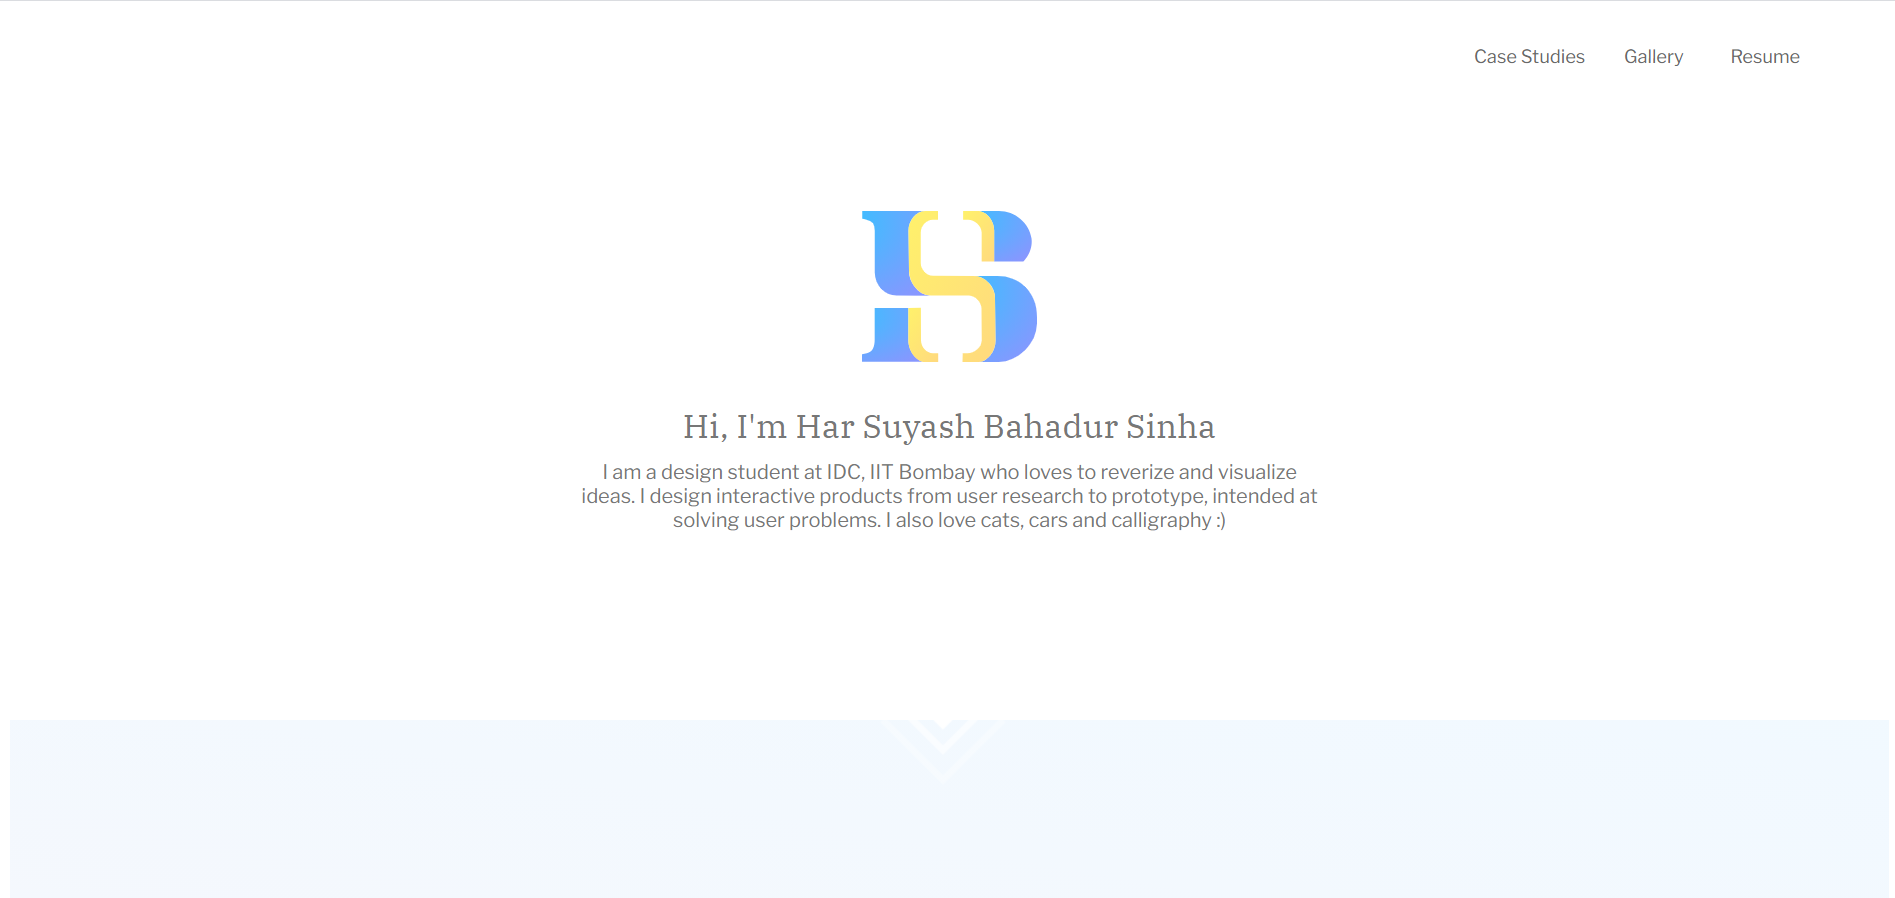 Case Studies Gallery Resume
Hi, I'm Har Suyash Bahadur Sinha
I am a design student at IDC, IIT Bombay who loves to reverize and visualize
ideas. I design interactive products from user research to prototype, intended at
solving user problems. I also love cats, cars and calligraphy :)